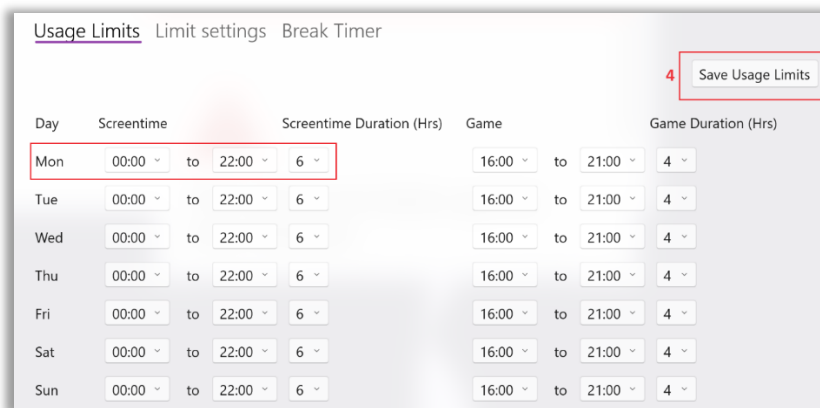 Usage Limits Limit settings Break Timer
4 Save Usage Limits
Day Screentime Screentime Duration (Hrs) Game Game Duration (Hrs)
Mon 00:00 to 22:00 6 16:00 to 21:00 4
Tue 00:00 to 22:00 6 16:00 to 21:00 4
Wed 00:00 to 22:00 6 16:00 to 21:00 4
Thu 00:00 to 22:00 6 16:00 to 21:00 4
Fri 00:00 to 22:00 6 16:00 to 21:00 4
Sat 00:00 to 22:00 6 16:00 to 21:00 4
Sun 00:00 to 22:00 6 16:00 to 21:00 4